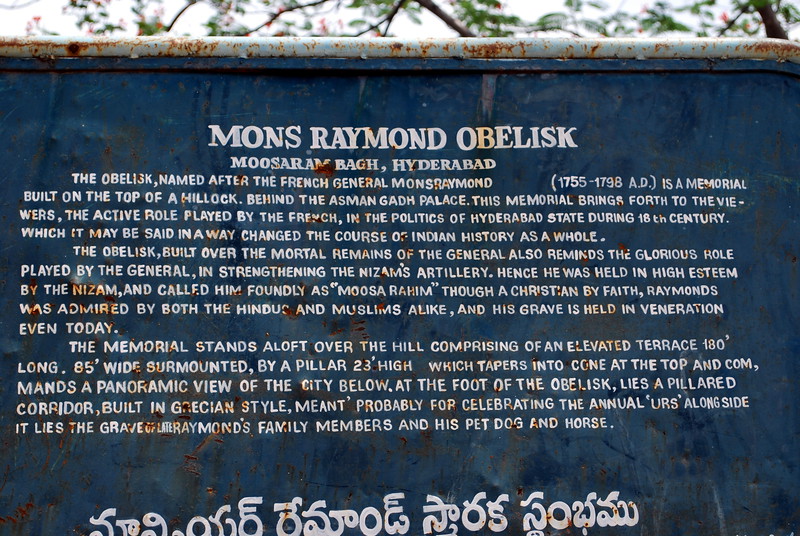 MONS RAYMOND OBELISK
MOOSARAM BAGH, HYDERABAD
THE OBELISK, NAMED AFTER THE FRENCH GENERAL MONSRAYMOND (1755-1798 A.D.) IS A MEMORIAL
BUILT ON THE TOP OF A HILLOCK. BEHIND THE ASMAN GADH PALACE. THIS MEMORIAL BRINGS FORTH TO THE VIE-
WERS, THE ACTIVE ROLE PLAYED BY THE FRENCH, IN THE POLITICS OF HYDERABAD STATE DURING 18th CENTURY.
WHICH IT MAY BE SAID IN A WAY CHANGED THE COURSE OF INDIAN HISTORY AS A WHOLE.
THE OBELISK, BUILT OVER THE MORTAL REMAINS OF THE GENERAL ALSO REMINDS THE GLORIOUS ROLE
PLAYED BY THE GENERAL, IN STRENGTHENING THE NIZAM'S ARTILLERY. HENCE HE WAS HELD IN HIGH ESTEEM
BY THE NIZAM, AND CALLED HIM FOUNDLY AS "MOOSA RAHIM" THOUGH A CHRISTIAN BY FAITH, RAYMONDS
WAS ADMIRED BY BOTH THE HINDUS AND MUSLIMS ALIKE, AND HIS GRAVE IS HELD IN VENERATION
EVEN TODAY.
THE MEMORIAL STANDS ALOFT OVER THE HILL COMPRISING OF AN ELEVATED TERRACE 180'
LONG. 85' WIDE SURMOUNTED, BY A PILLAR 23' HIGH WHICH TAPERS INTO CONE AT THE TOP AND COM,
MANDS A PANORAMIC VIEW OF THE CITY BELOW. AT THE FOOT OF THE OBELISK, LIES A PILLARED
CORRIDOR, BUILT IN GRECIAN STYLE, MEANT' PROBABLY FOR CELEBRATING THE ANNUAL 'URS' ALONGSIDE
IT LIES THE GRAVE OF LATE RAYMOND'S FAMILY MEMBERS AND HIS PET DOG AND HORSE.
మాన్సియర్ రేమాండ్ స్మారక స్థంభము